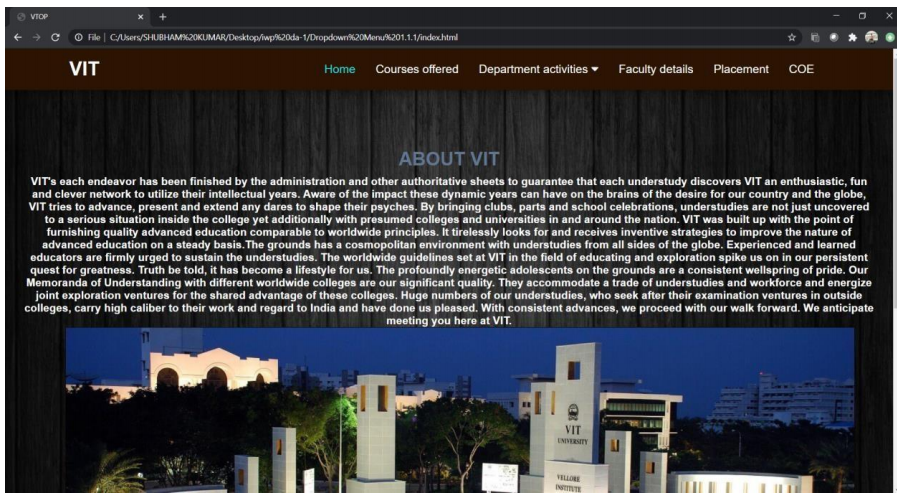 VTOP
File | C:/Users/SHUBHAM%20KUMAR/Desktop/iwp%20da-1/Dropdown%20Menu%201.1.1/index.html
VIT Home Courses offered Department activities Faculty details Placement COE
ABOUT VIT
VIT's each endeavor has been finished by the administration and other authoritative sheets to guarantee that each understudy discovers VIT an enthusiastic, fun
and clever network to utilize their intellectual years. Aware of the impact these dynamic years can have on the brains of the desire for our country and the globe,
VIT tries to advance, present and extend any dares to shape their psyches. By bringing clubs, parts and school celebrations, understudies are not just uncovered
to a serious situation inside the college yet additionally with presumed colleges and universities in and around the nation. VIT was built up with the point of
furnishing quality advanced education comparable to worldwide principles. It tirelessly looks for and receives inventive strategies to improve the nature of
advanced education on a steady basis.The grounds has a cosmopolitan environment with understudies from all sides of the globe. Experienced and learned
educators are firmly urged to sustain the understudies. The worldwide guidelines set at VIT in the field of educating and exploration spike us on in our persistent
quest for greatness. Truth be told, it has become a lifestyle for us. The profoundly energetic adolescents on the grounds are a consistent wellspring of pride. Our
Memoranda of Understanding with different worldwide colleges are our significant quality. They accommodate a trade of understudies and workforce and energize
joint exploration ventures for the shared advantage of these colleges. Huge numbers of our understudies, who seek after their examination ventures in outside
colleges, carry high caliber to their work and regard to India and have done us pleased. With consistent advances, we proceed with our walk forward. We anticipate
meeting you here at VIT.
VIT
UNIVERSITY
VELLORE
INSTITUTE